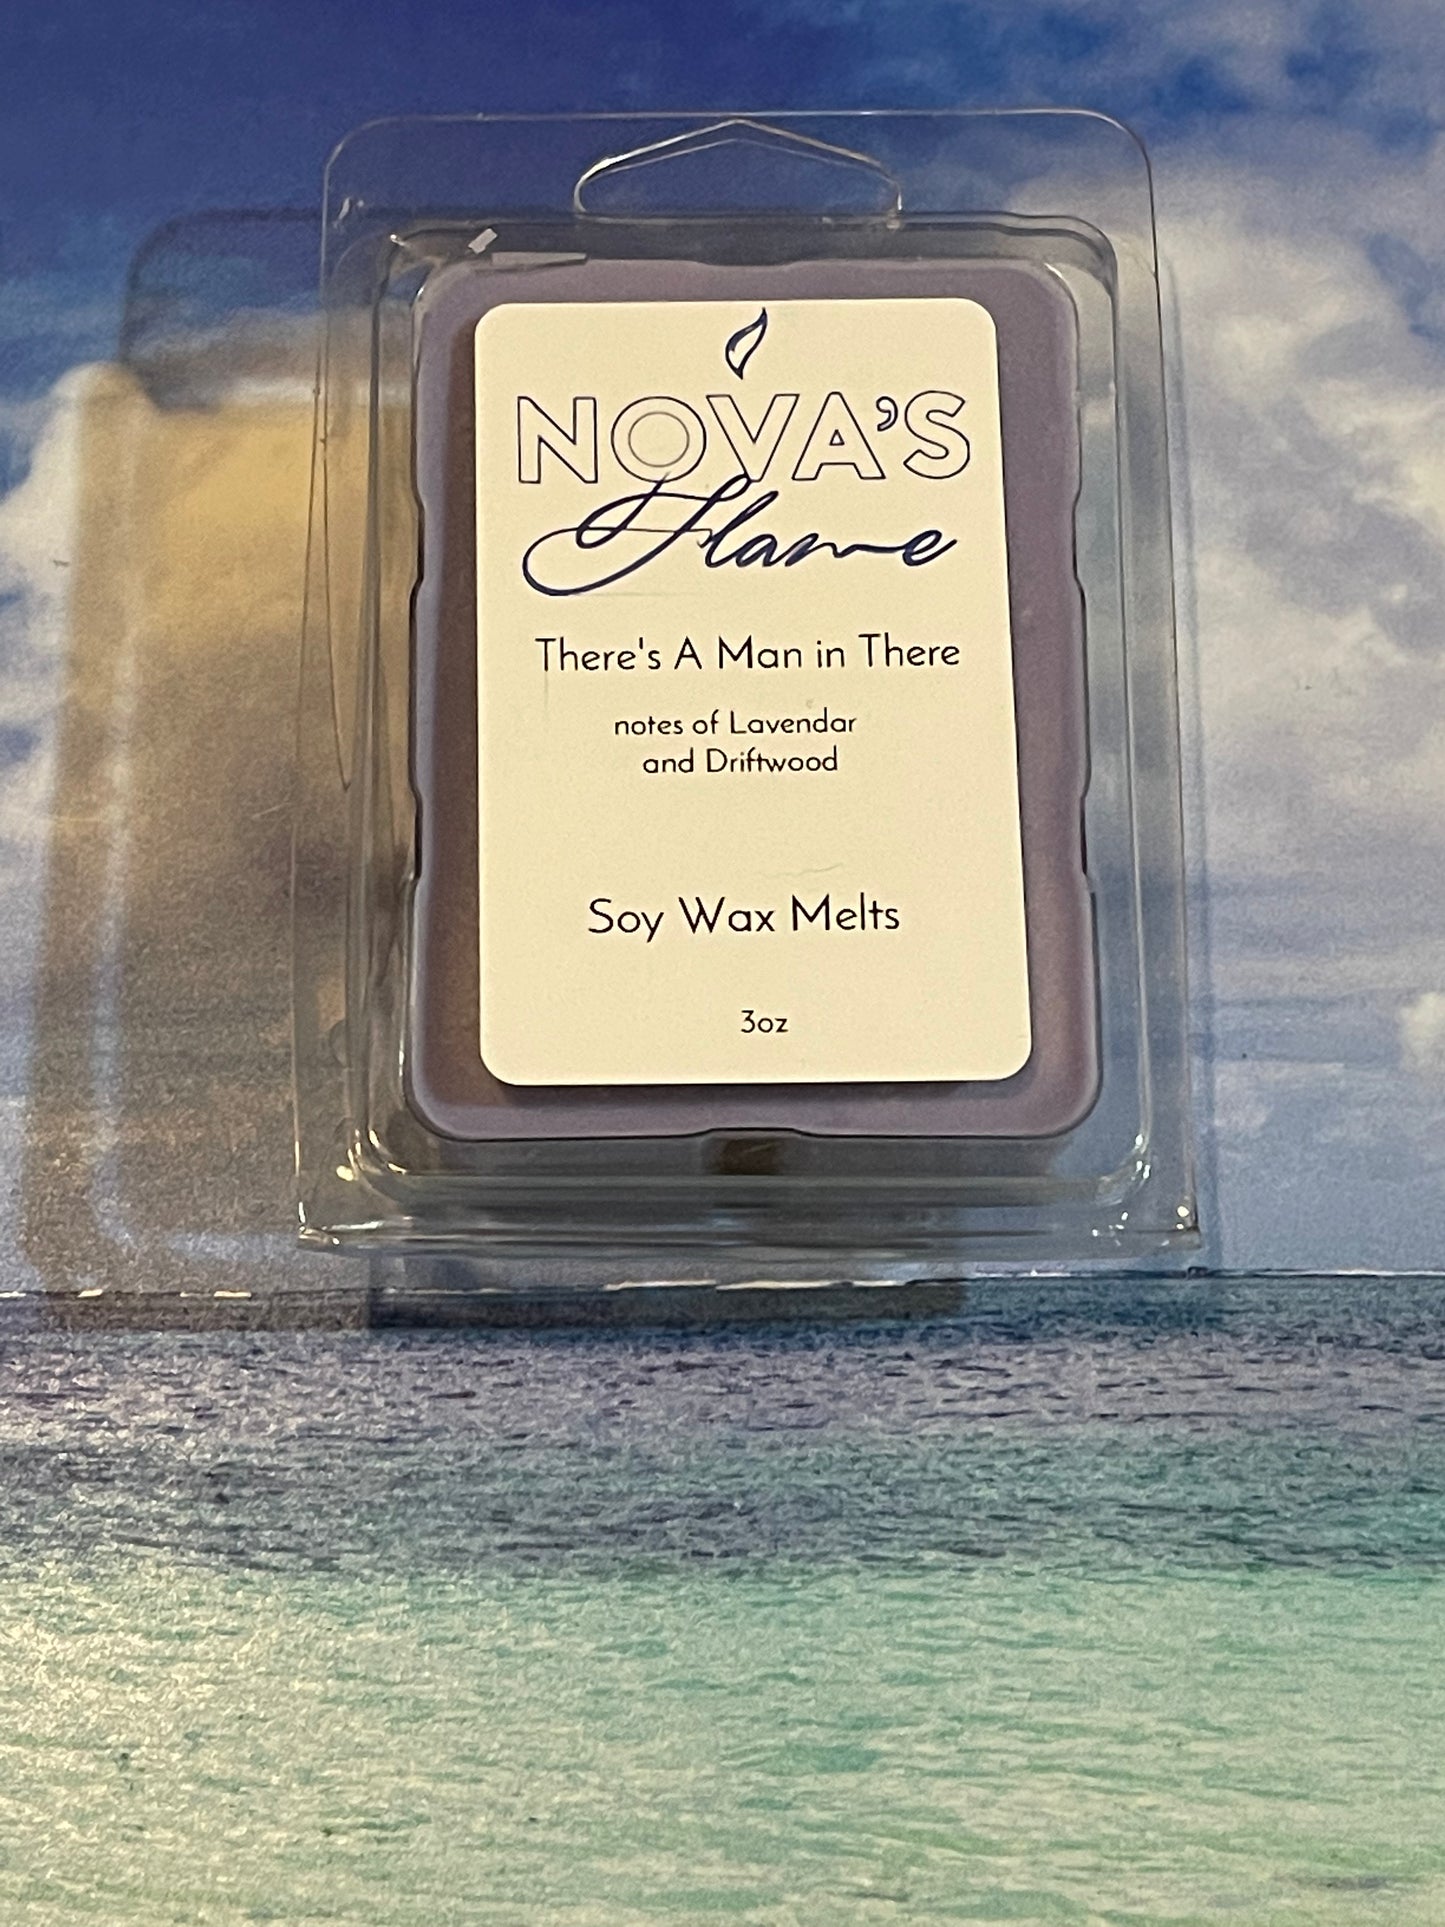 NOVA'S
Flame
There's A Man in There
notes of Lavendar
and Driftwood
Soy Wax Melts
3oz